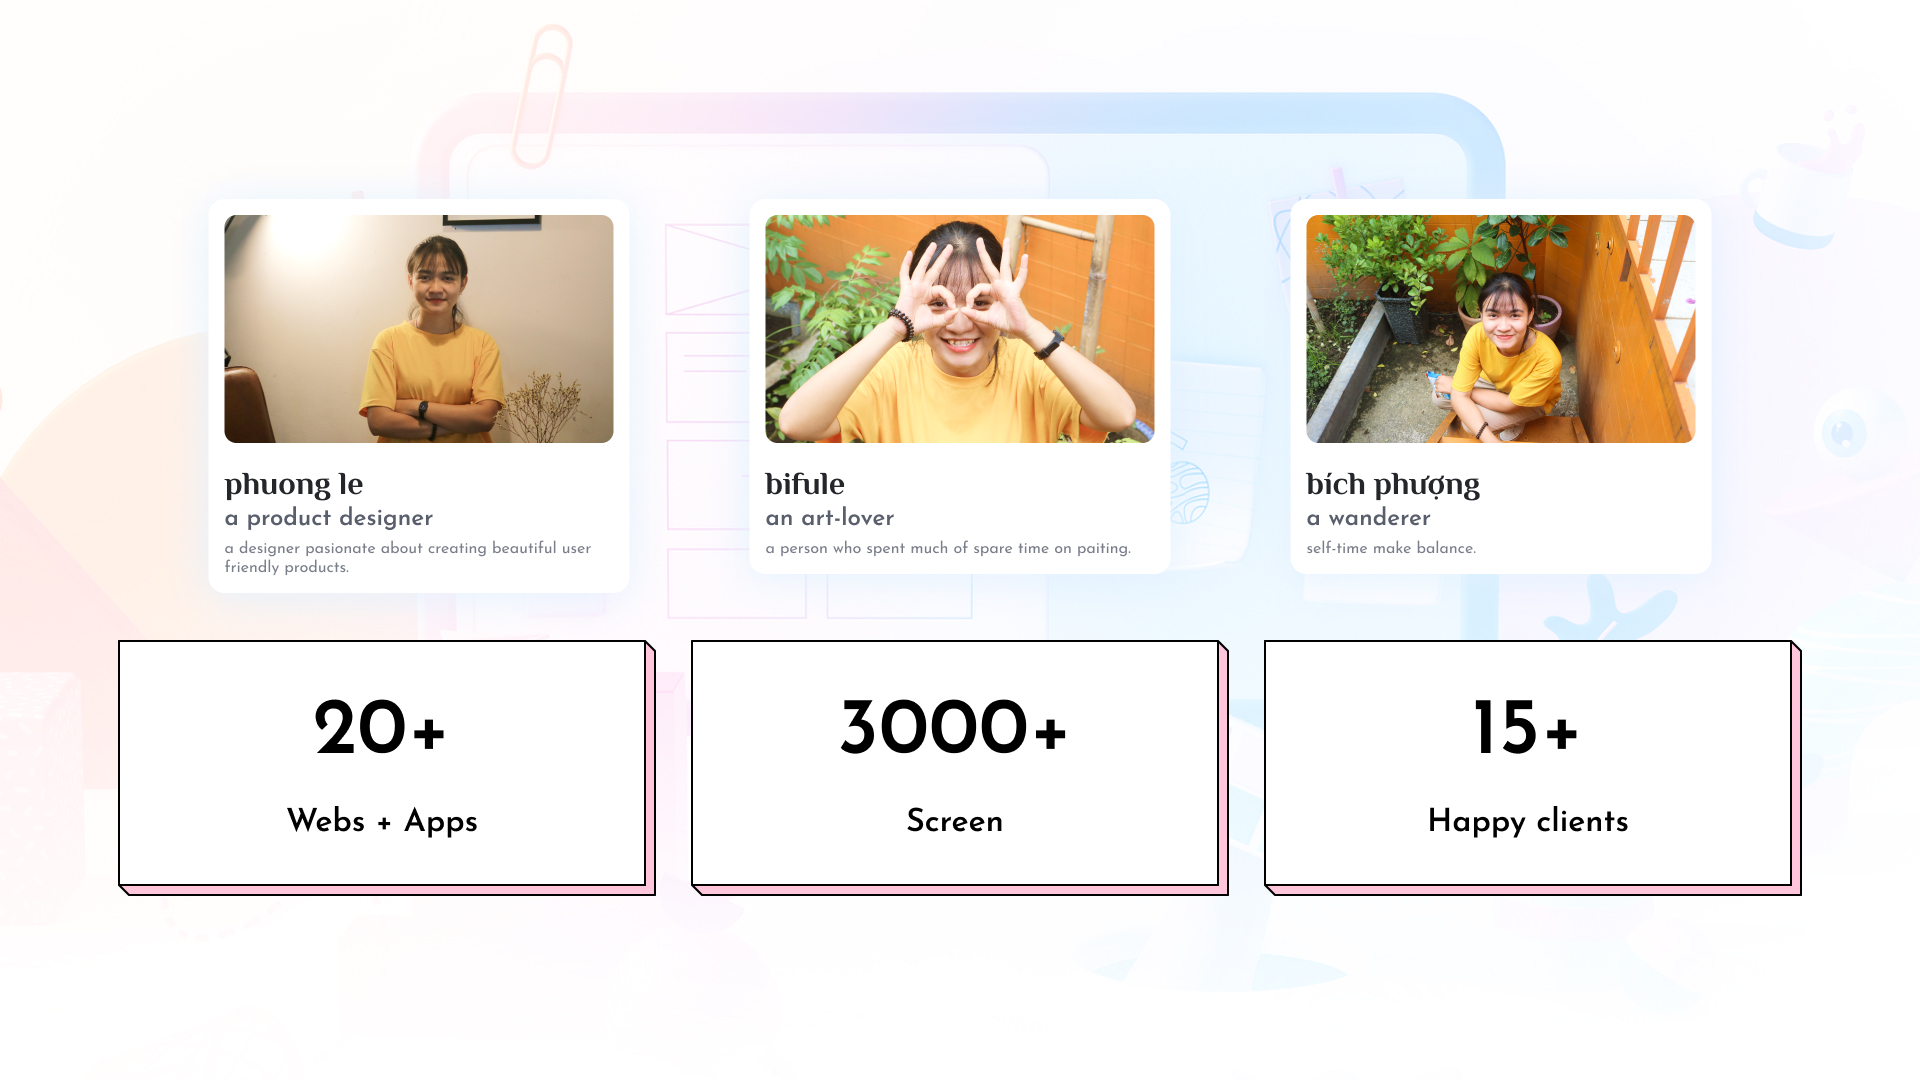 phuong le
a product designer
a designer pasionate about creating beautiful user
friendly products.
bifule
an art-lover
a person who spent much of spare time on paiting.
bích phượng
a wanderer
self-time make balance.
20+
Webs + Apps
3000+
Screen
15+
Happy clients